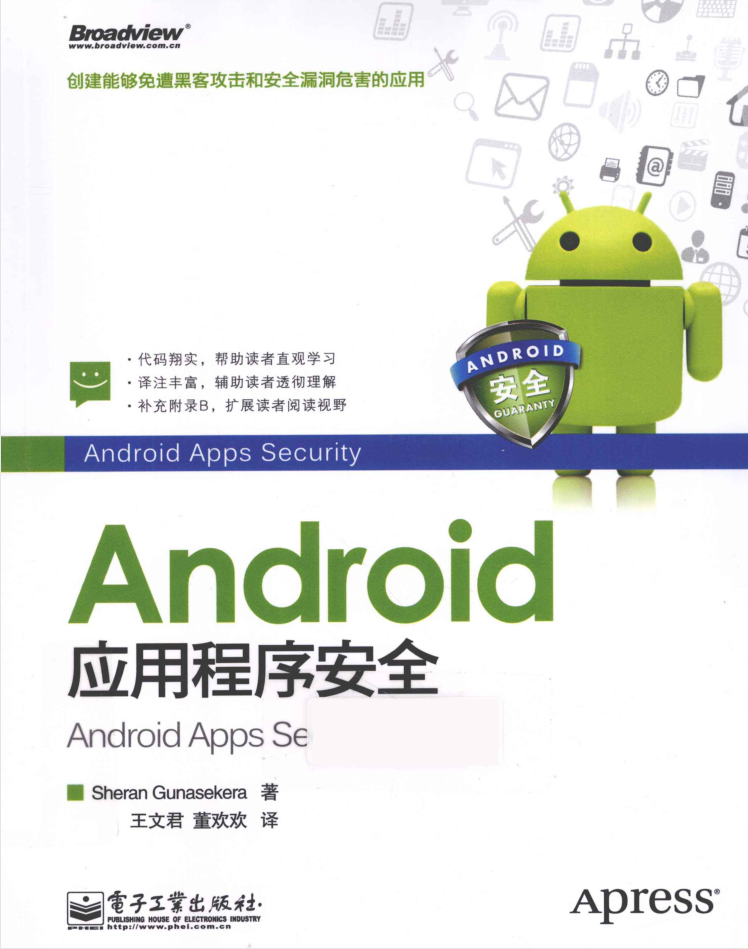 Broadview®
www.broadview.com.cn
创建能够免遭黑客攻击和安全漏洞危害的应用
· 代码翔实，帮助读者直观学习
· 译注丰富，辅助读者透彻理解
· 补充附录B，扩展读者阅读视野
ANDROID
安全
GUARANTY
Android Apps Security
Android
应用程序安全
Android Apps Se
Sheran Gunasekera 著
王文君 董欢欢 译
電子工業出版社·
PUBLISHING HOUSE OF ELECTRONICS INDUSTRY
PHEI http://www.phei.com.cn
Apress®